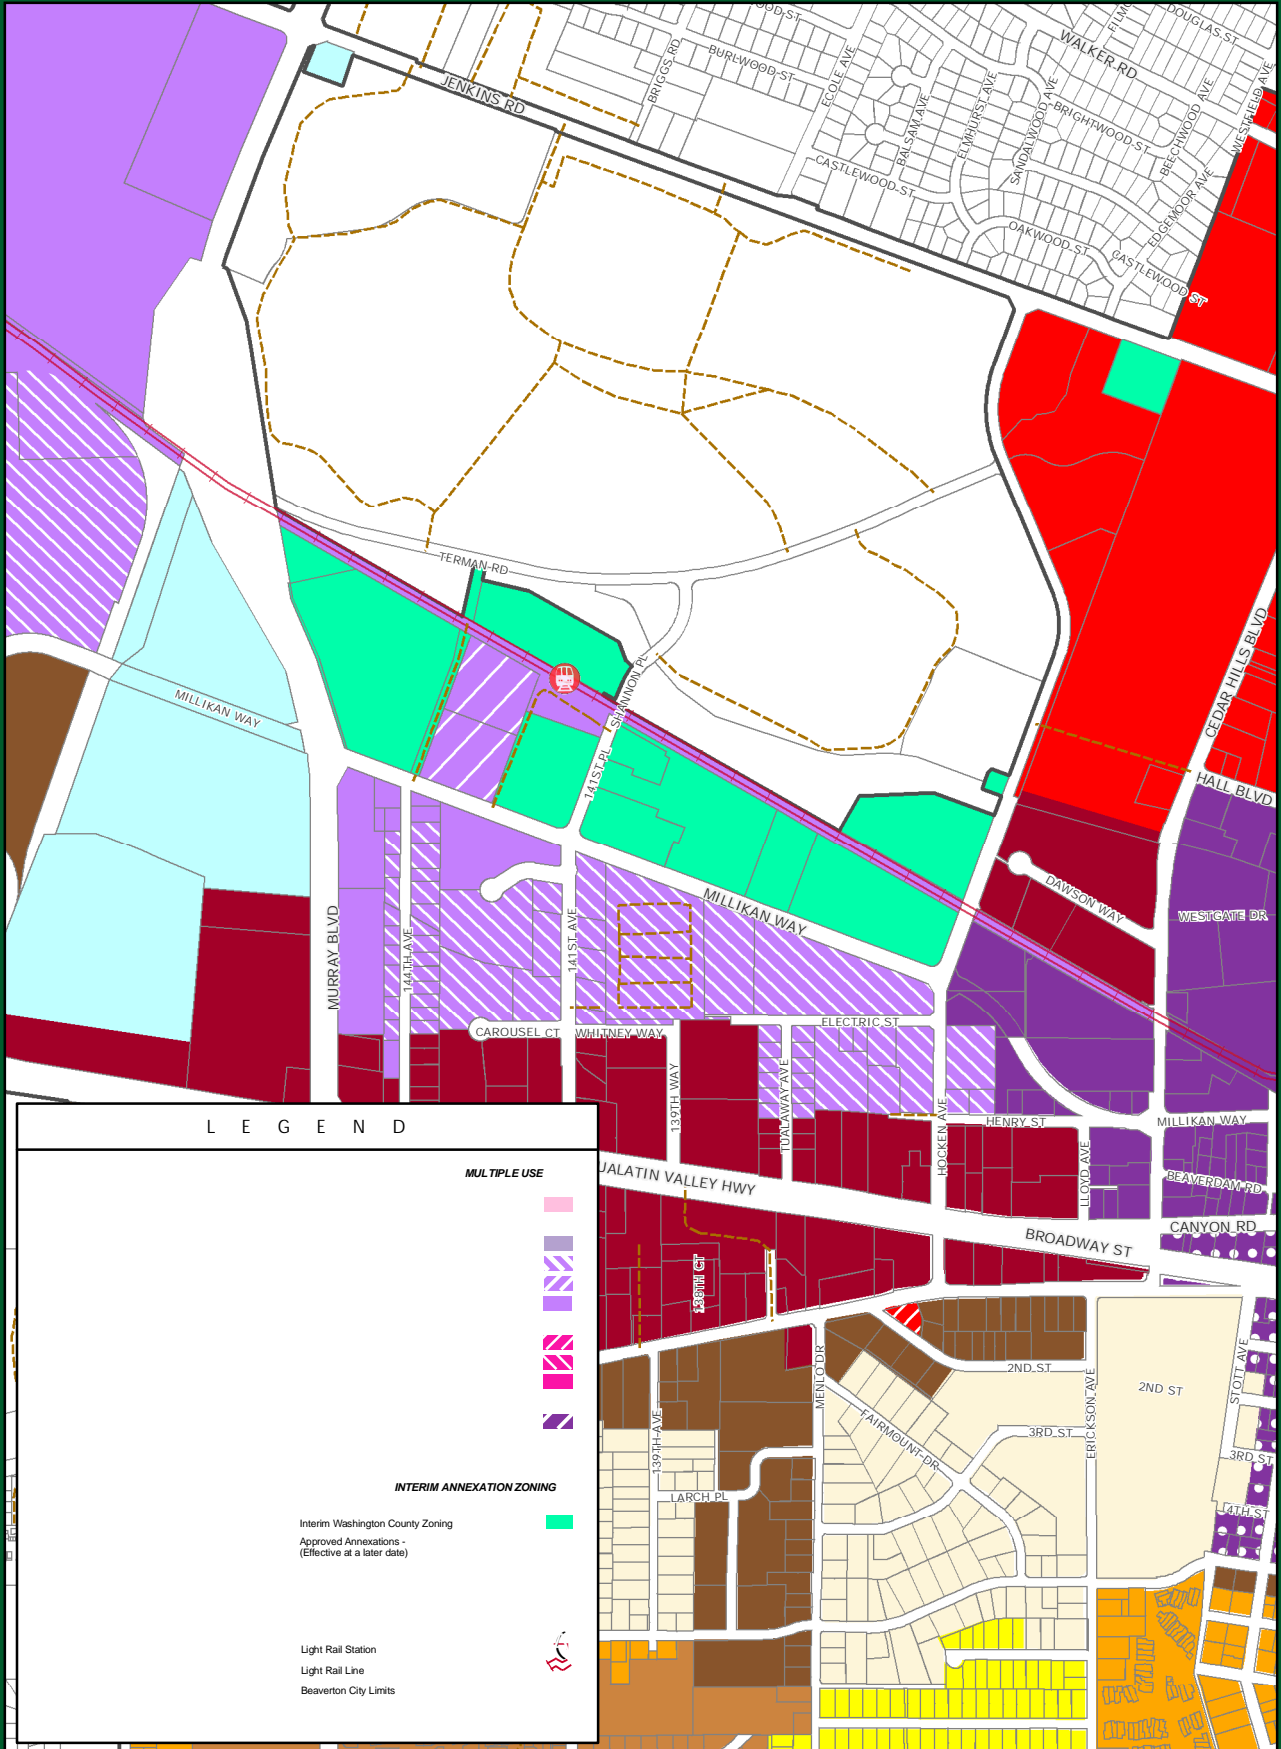 WALKER RD
DOUGLAS ST
BURLWOOD ST
BRIGGS RD
ECOLE AVE
JENKINS RD
BALSAM AVE
ELMHURST AVE
SANDALWOOD AVE
BRIGHTWOOD ST
BEECHWOOD AVE
WESTFIELD AVE
CASTLEWOOD ST
EDGEMOOR AVE
OAKWOOD ST
CASTLEWOOD ST
TERMAN RD
SHANNON PL
141ST PL
CEDAR HILLS BLVD
HALL BLVD
MILLIKAN WAY
MILLIKAN WAY
DAWSON WAY
WESTGATE DR
MURRAY BLVD
144TH AVE
141ST AVE
CAROUSEL CT
WHITNEY WAY
ELECTRIC ST
139TH WAY
TUALAWAY AVE
HOCKEN AVE
HENRY ST
MILLIKAN WAY
LLOYD AVE
BEAVERDAM RD
UALATIN VALLEY HWY
CANYON RD
BROADWAY ST
138TH CT
2ND ST
2ND ST
MENLO DR
ERICKSON AVE
STOTT AVE
FAIRMOUNT DR
3RD ST
3RD ST
139TH AVE
LARCH PL
4TH ST
LEGEND
MULTIPLE USE
INTERIM ANNEXATION ZONING
Interim Washington County Zoning
Approved Annexations -
(Effective at a later date)
Light Rail Station
Light Rail Line
Beaverton City Limits